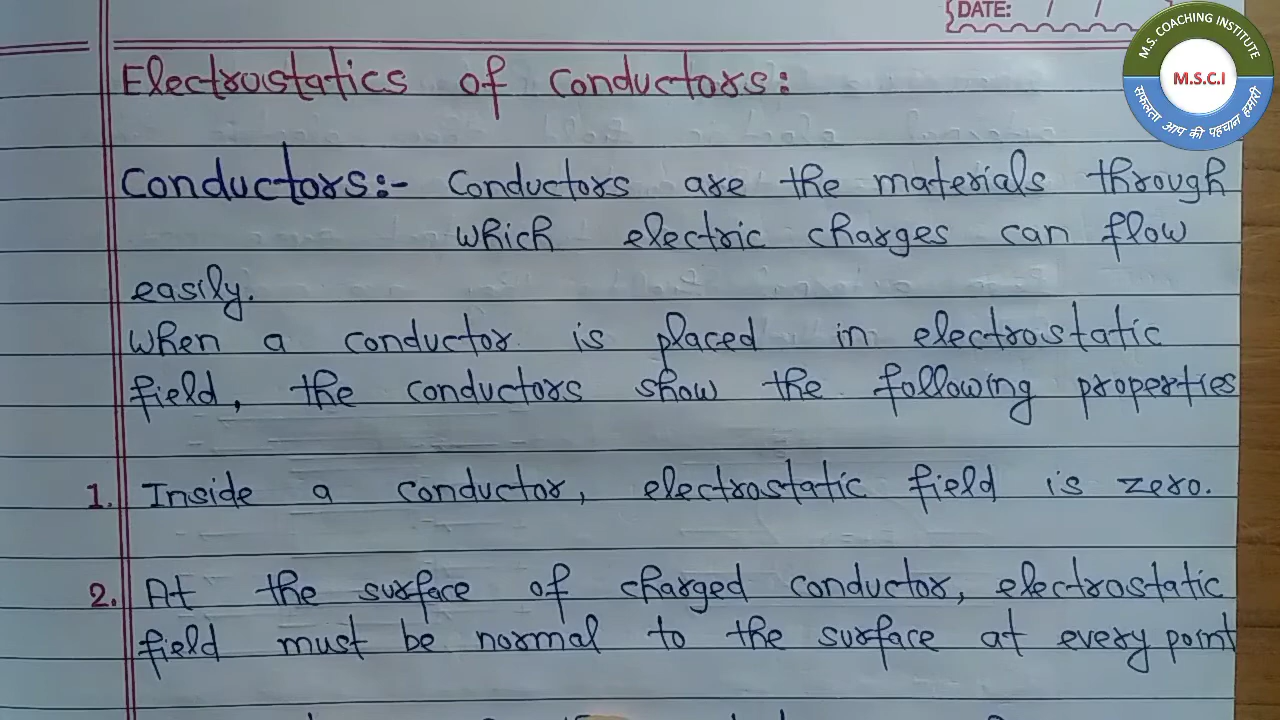 DATE: / /
M.S. COACHING INSTITUTE
M.S.C.I
सफलता आप की पहचान हमारी
Electrostatics of Conductors:
Conductors:- Conductors are the materials through
which electric charges can flow
easily.
When a conductor is placed in electrostatic
field, the conductors show the following properties
1. Inside a conductor, electrostatic field is zero.
2. At the surface of charged conductor, electrostatic
field must be normal to the surface at every point